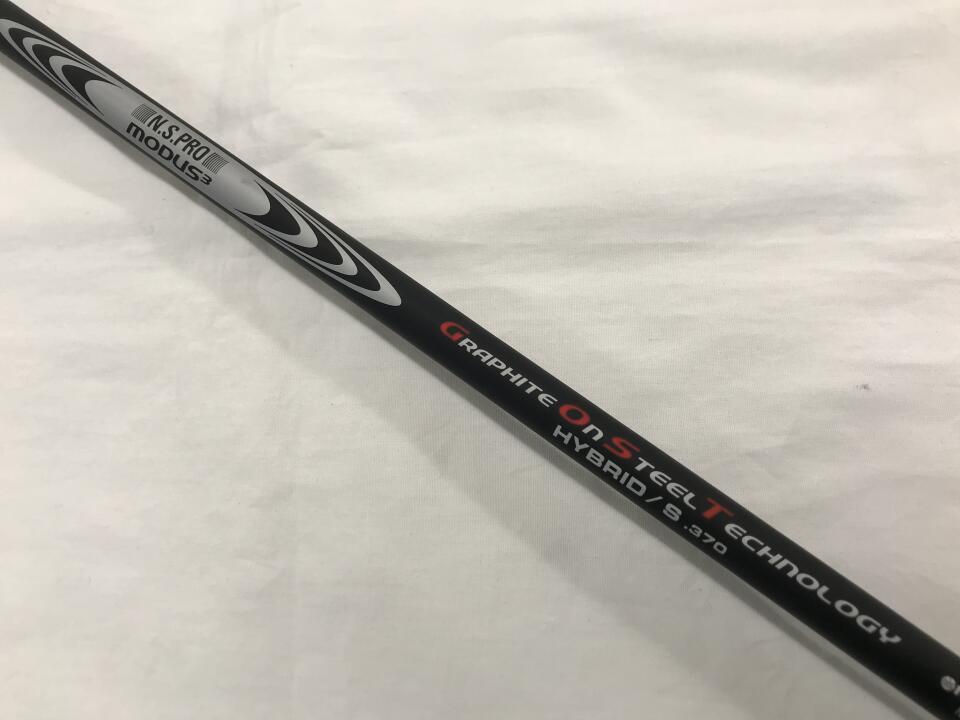 N.S.PRO
MODUS3
GRAPHITE On STEEL TECHNOLOGY
HYBRID / S .370